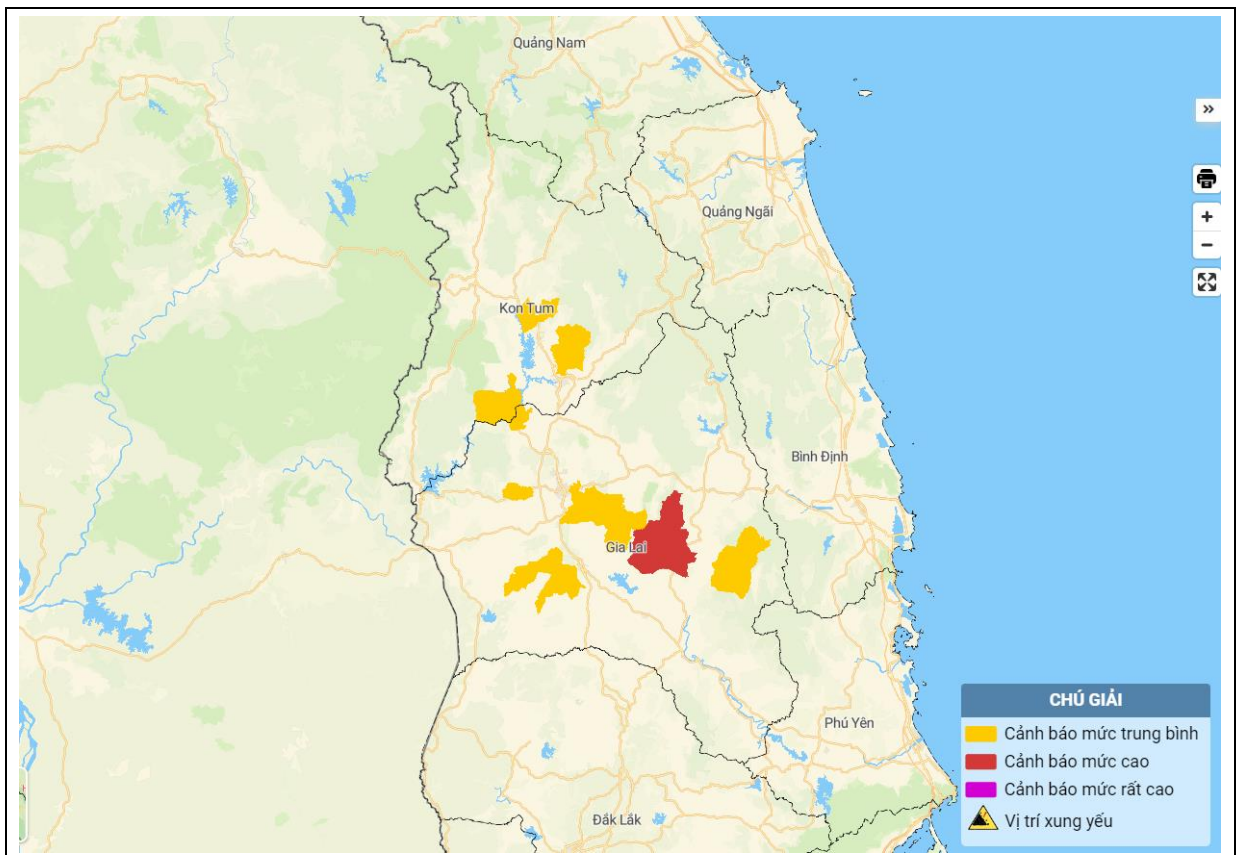 Quảng Nam
»
+
−
Quảng Ngãi
Kon Tum
Bình Định
Gia Lai
Phú Yên
Đắk Lắk
CHÚ GIẢI
Cảnh báo mức trung bình
Cảnh báo mức cao
Cảnh báo mức rất cao
Vị trí xung yếu